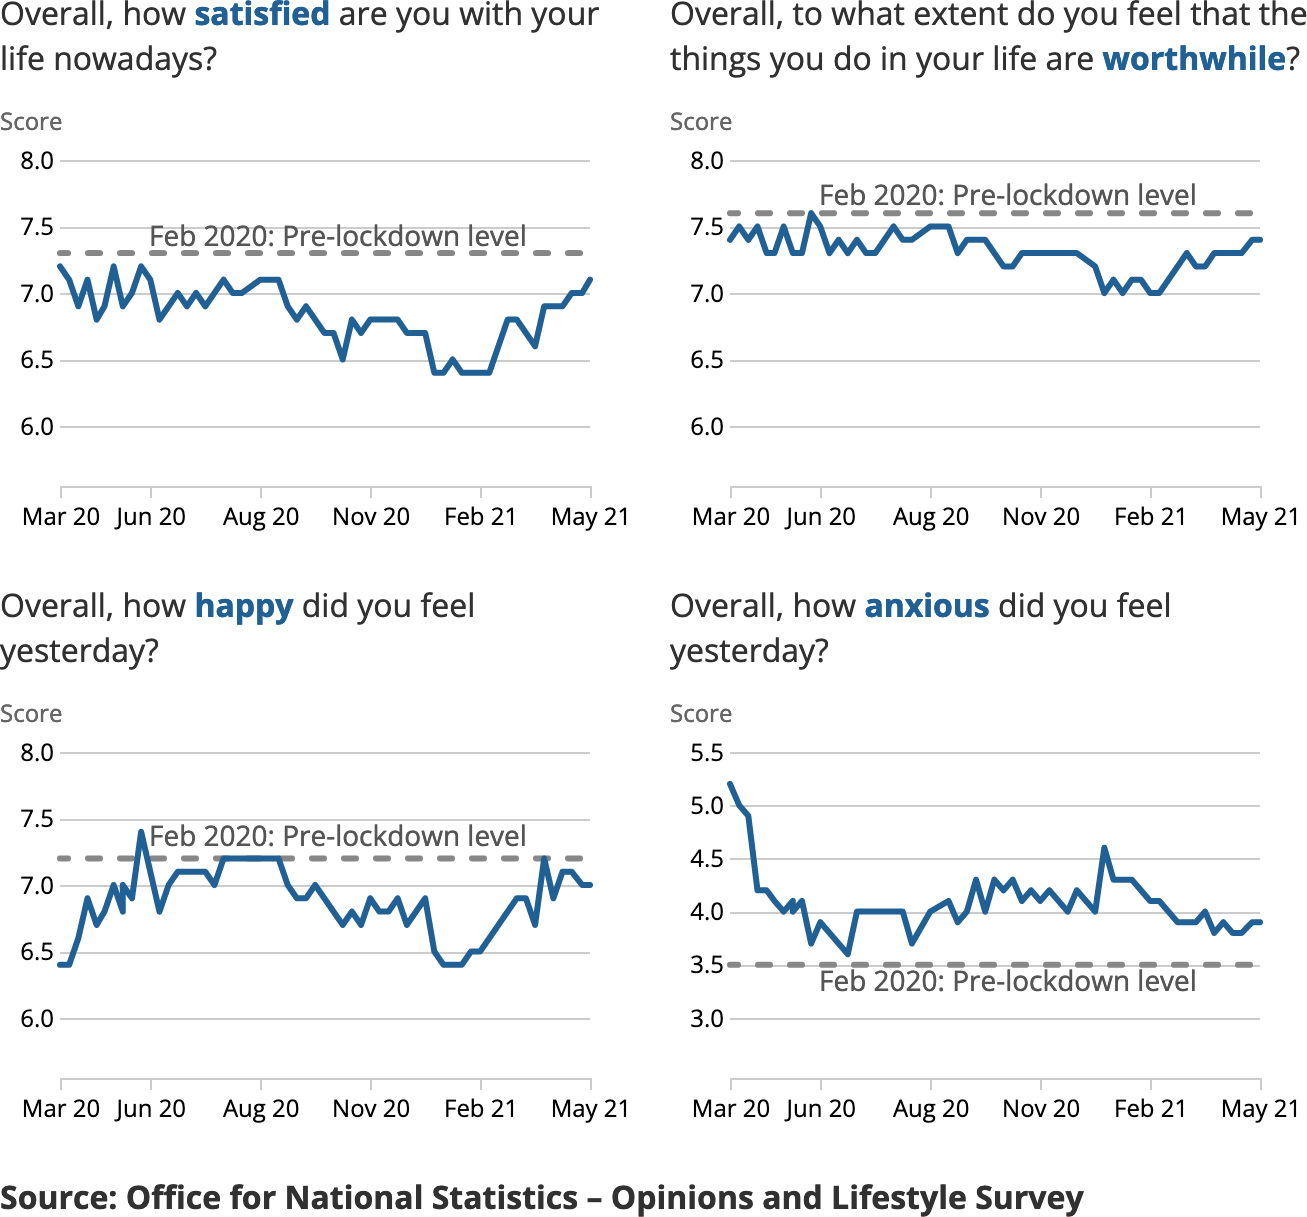 Overall, how satisfied are you with your
life nowadays?
Score
8.0
7.5
Feb 2020: Pre-lockdown level
7.0
6.5
6.0
Mar 20 Jun 20 Aug 20 Nov 20 Feb 21 May 21
Overall, to what extent do you feel that the
things you do in your life are worthwhile?
Score
8.0
Feb 2020: Pre-lockdown level
7.5
7.0
6.5
6.0
Mar 20 Jun 20 Aug 20 Nov 20 Feb 21 May 21
Overall, how happy did you feel
yesterday?
Score
8.0
7.5
Feb 2020: Pre-lockdown level
7.0
6.5
6.0
Mar 20 Jun 20 Aug 20 Nov 20 Feb 21 May 21
Overall, how anxious did you feel
yesterday?
Score
5.5
5.0
4.5
4.0
3.5
Feb 2020: Pre-lockdown level
3.0
Mar 20 Jun 20 Aug 20 Nov 20 Feb 21 May 21
Source: Office for National Statistics – Opinions and Lifestyle Survey